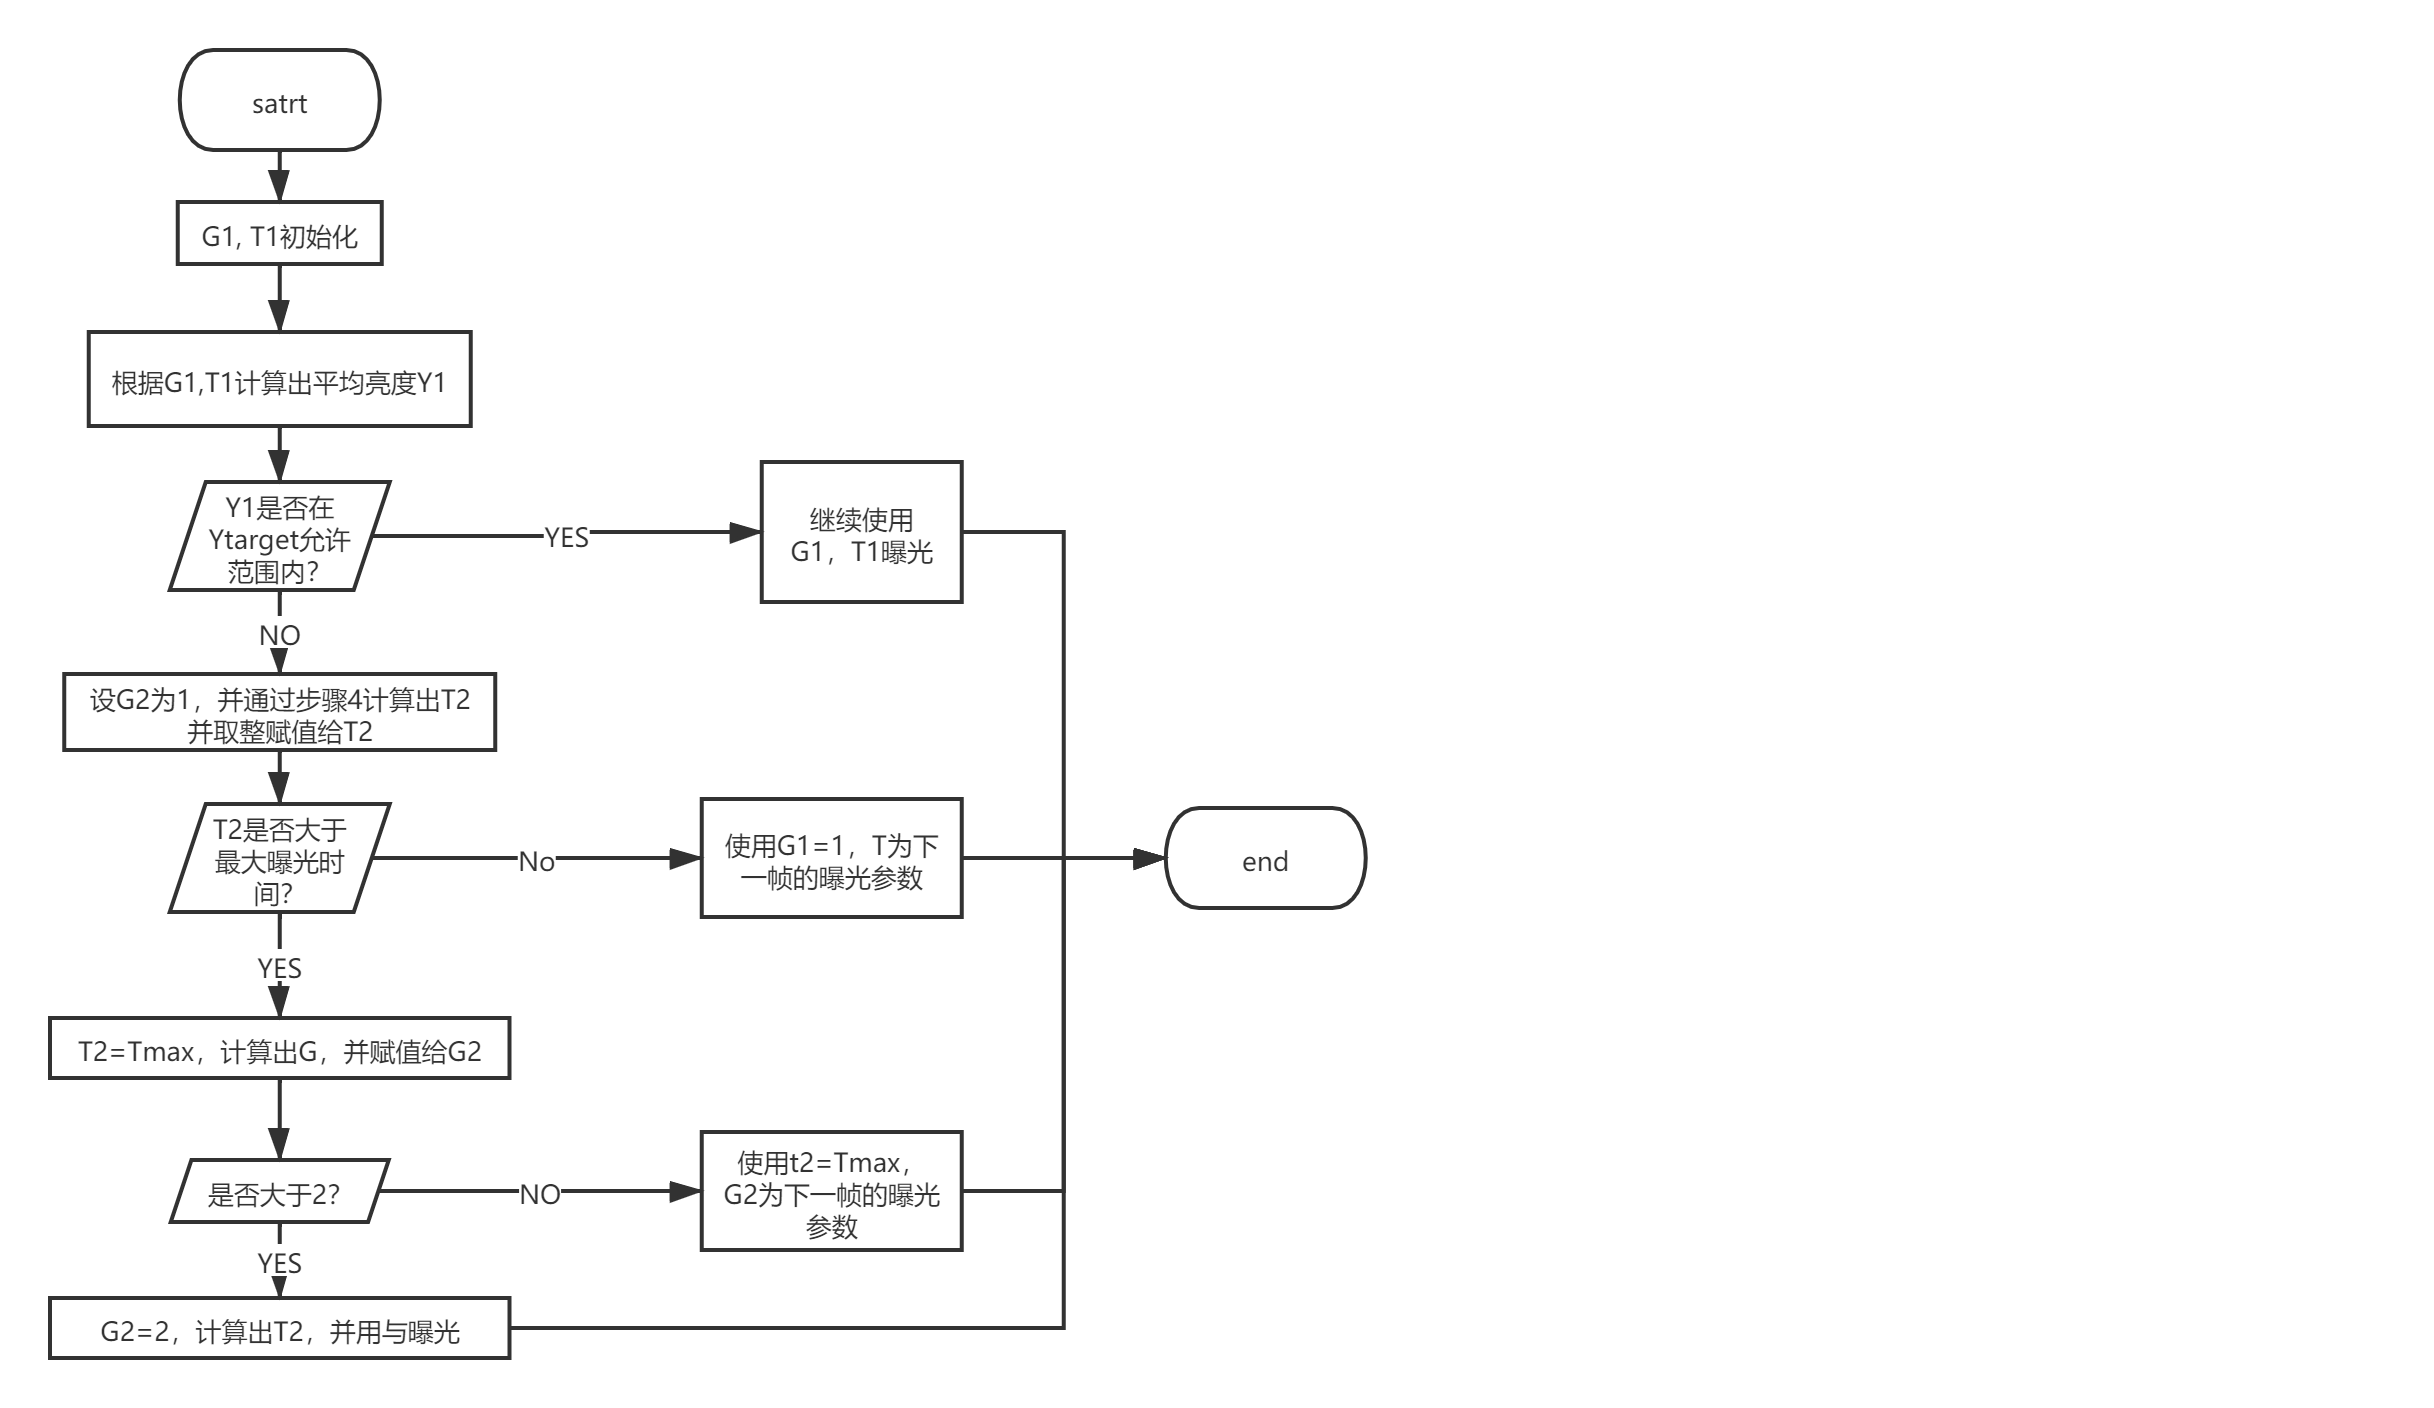 satrt
G1, T1初始化
根据G1,T1计算出平均亮度Y1
Y1是否在
Ytarget允许
范围内？
YES
继续使用
G1，T1曝光
NO
设G2为1，并通过步骤4计算出T2
并取整赋值给T2
T2是否大于
最大曝光时
间？
No
使用G1=1，T为下
一帧的曝光参数
end
YES
T2=Tmax，计算出G，并赋值给G2
是否大于2？
NO
使用t2=Tmax，
G2为下一帧的曝光
参数
YES
G2=2，计算出T2，并用与曝光